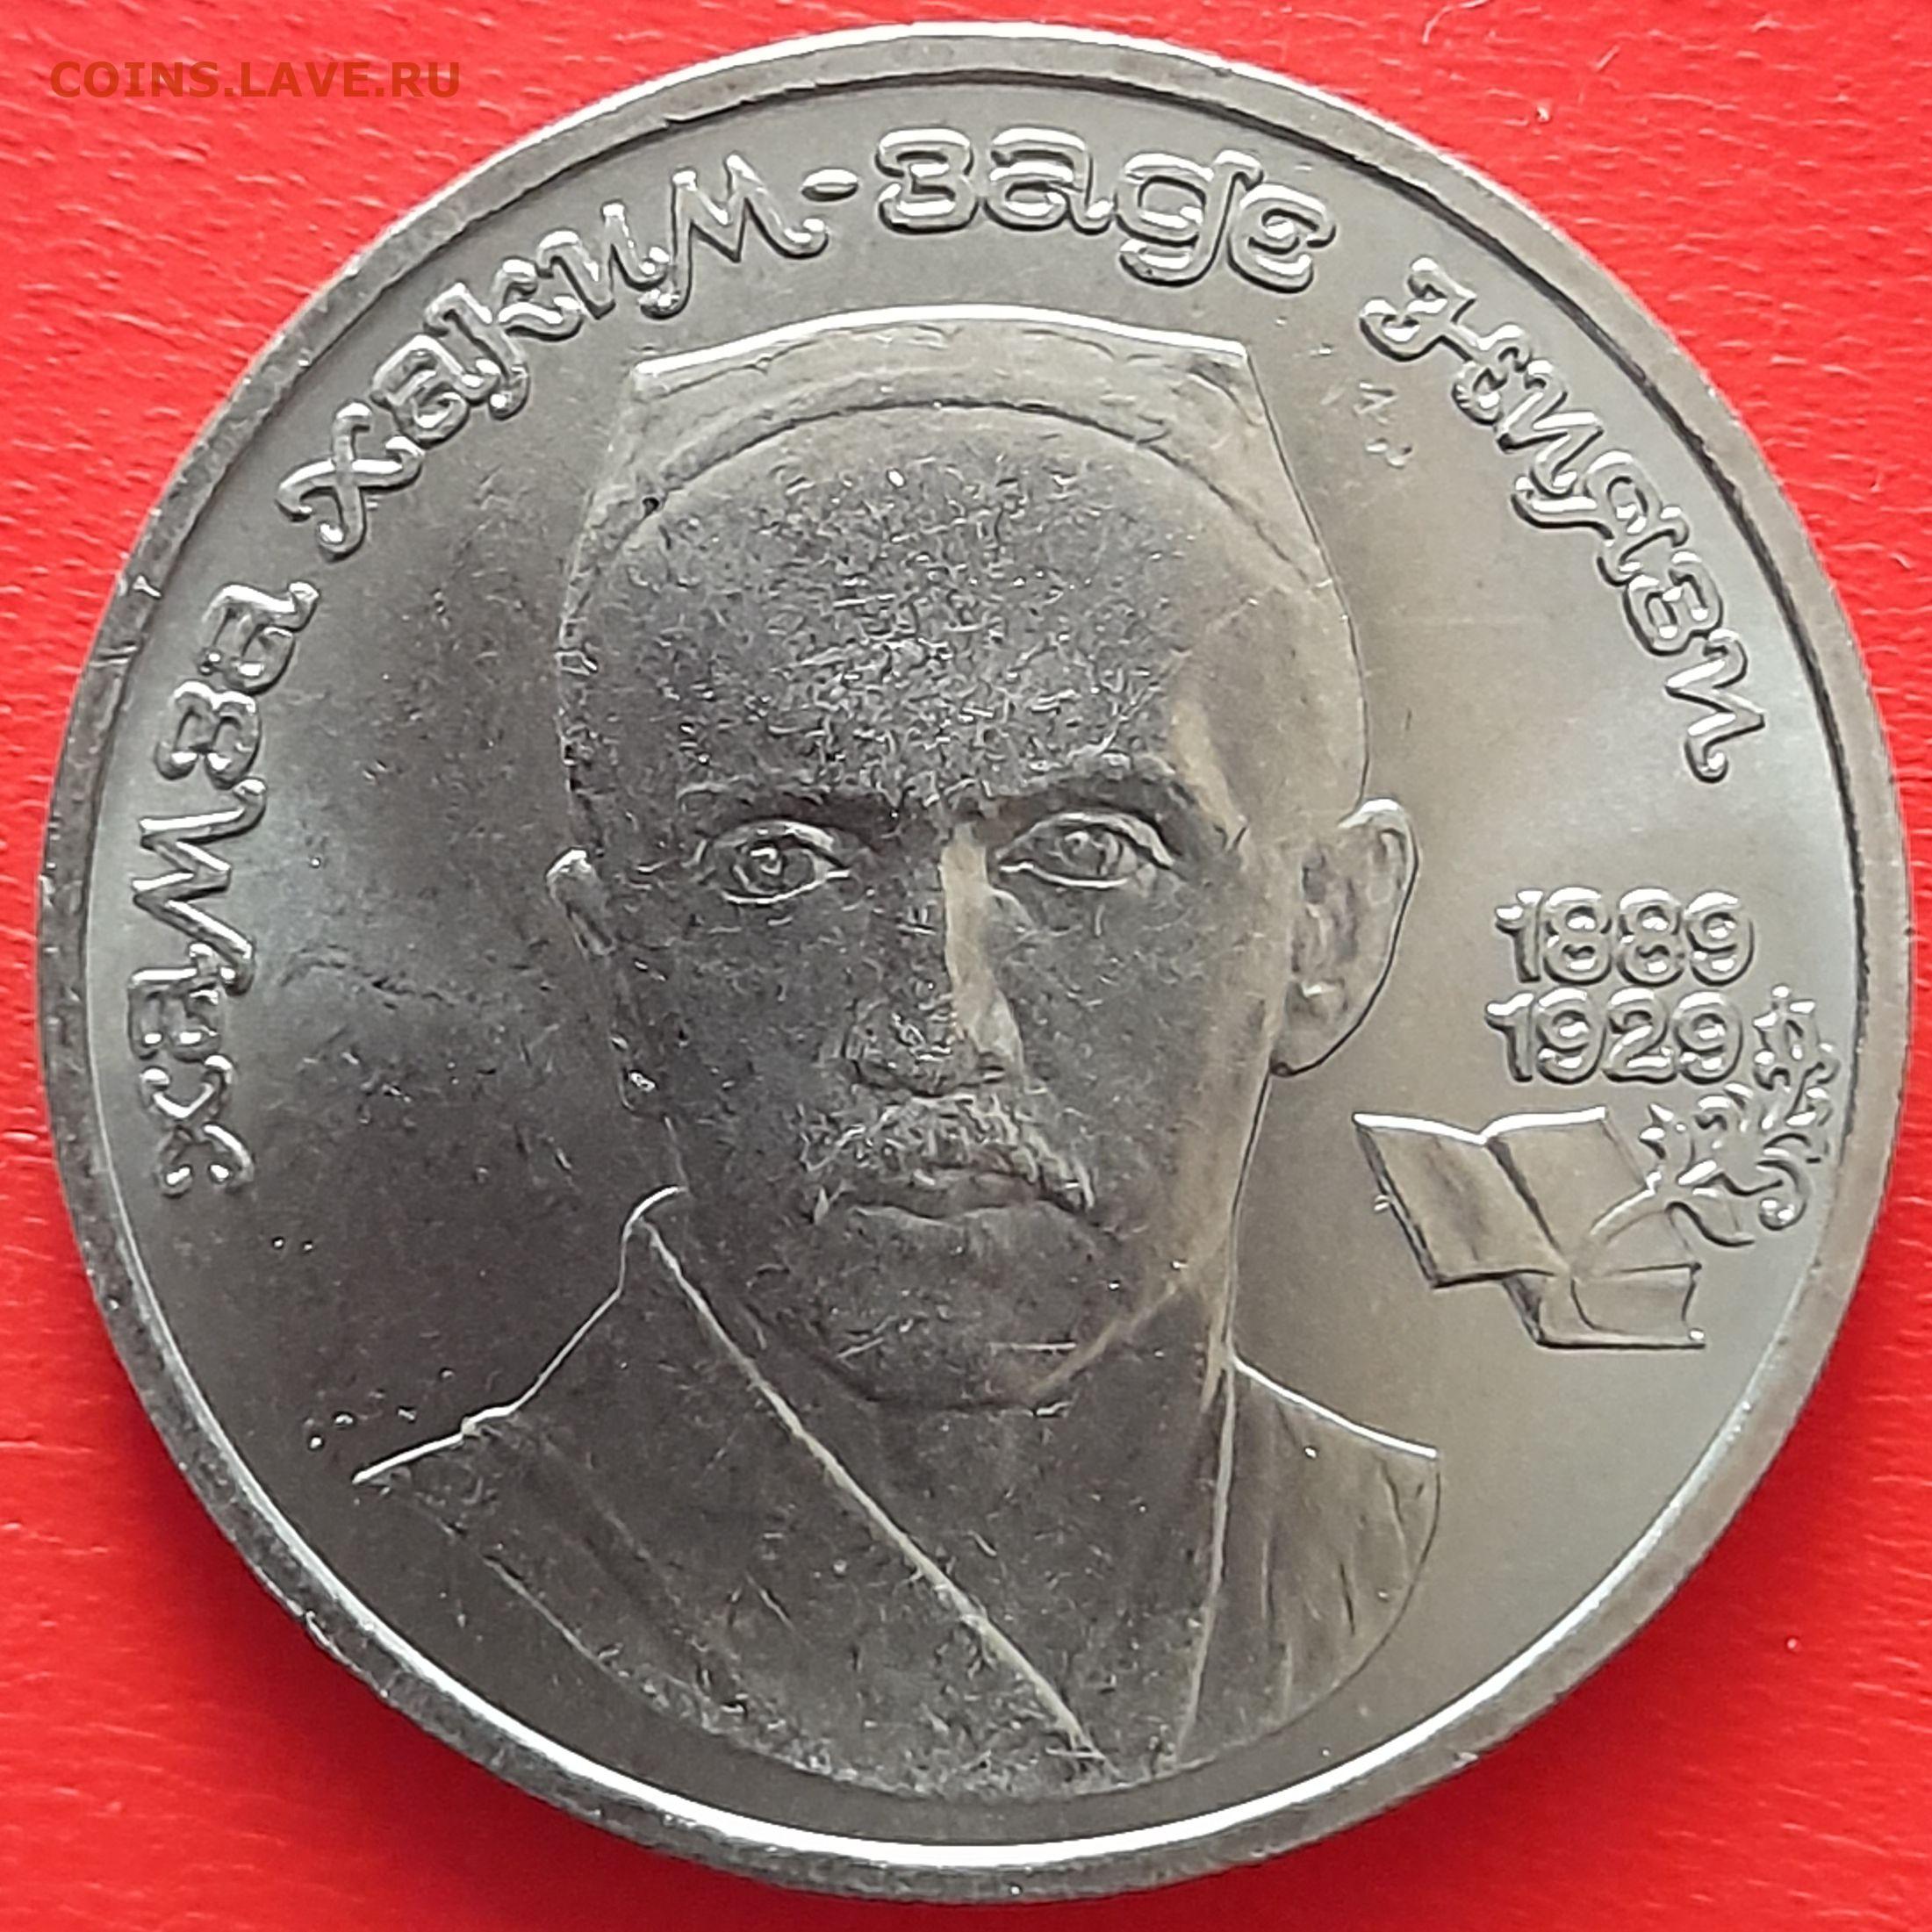 COINS.LAVE.RU
хамза хаким-заде ниязи
1889
1929